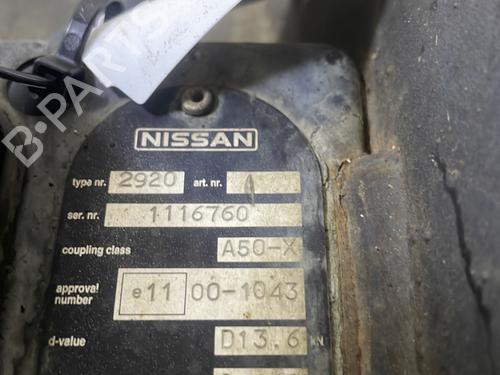 B-PARTS
NISSAN
type nr. 2920 art. nr.
ser. nr. 1116760
coupling class A50-X
approval number e11 00-1043
d-value D13.6 kN